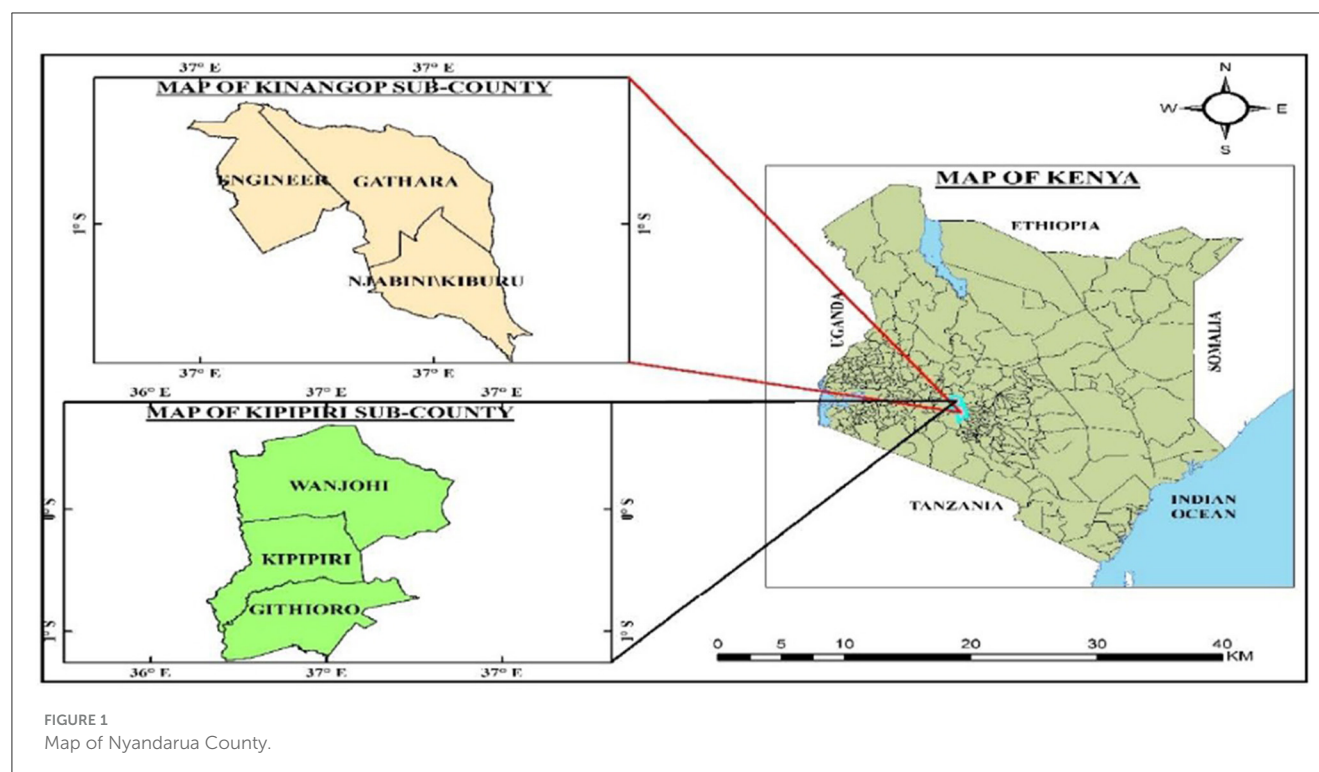 37° E 37° E
MAP OF KINANGOP SUB-COUNTY
ENGINEER GATHARA
NJABINI\KIBURU
1° S 1° S
37° E 37° E
36° E 37° E 37° E
MAP OF KIPIPIRI SUB-COUNTY
WANJOHI
0° S 0° S
KIPIPIRI
GITHIORO
1° S 1° S
36° E 37° E 37° E
N
W E
S
MAP OF KENYA
ETHIOPIA
UGANDA
SOMALIA
TANZANIA
INDIAN
OCEAN
0 5 10 20 30 40
KM
FIGURE 1
Map of Nyandarua County.